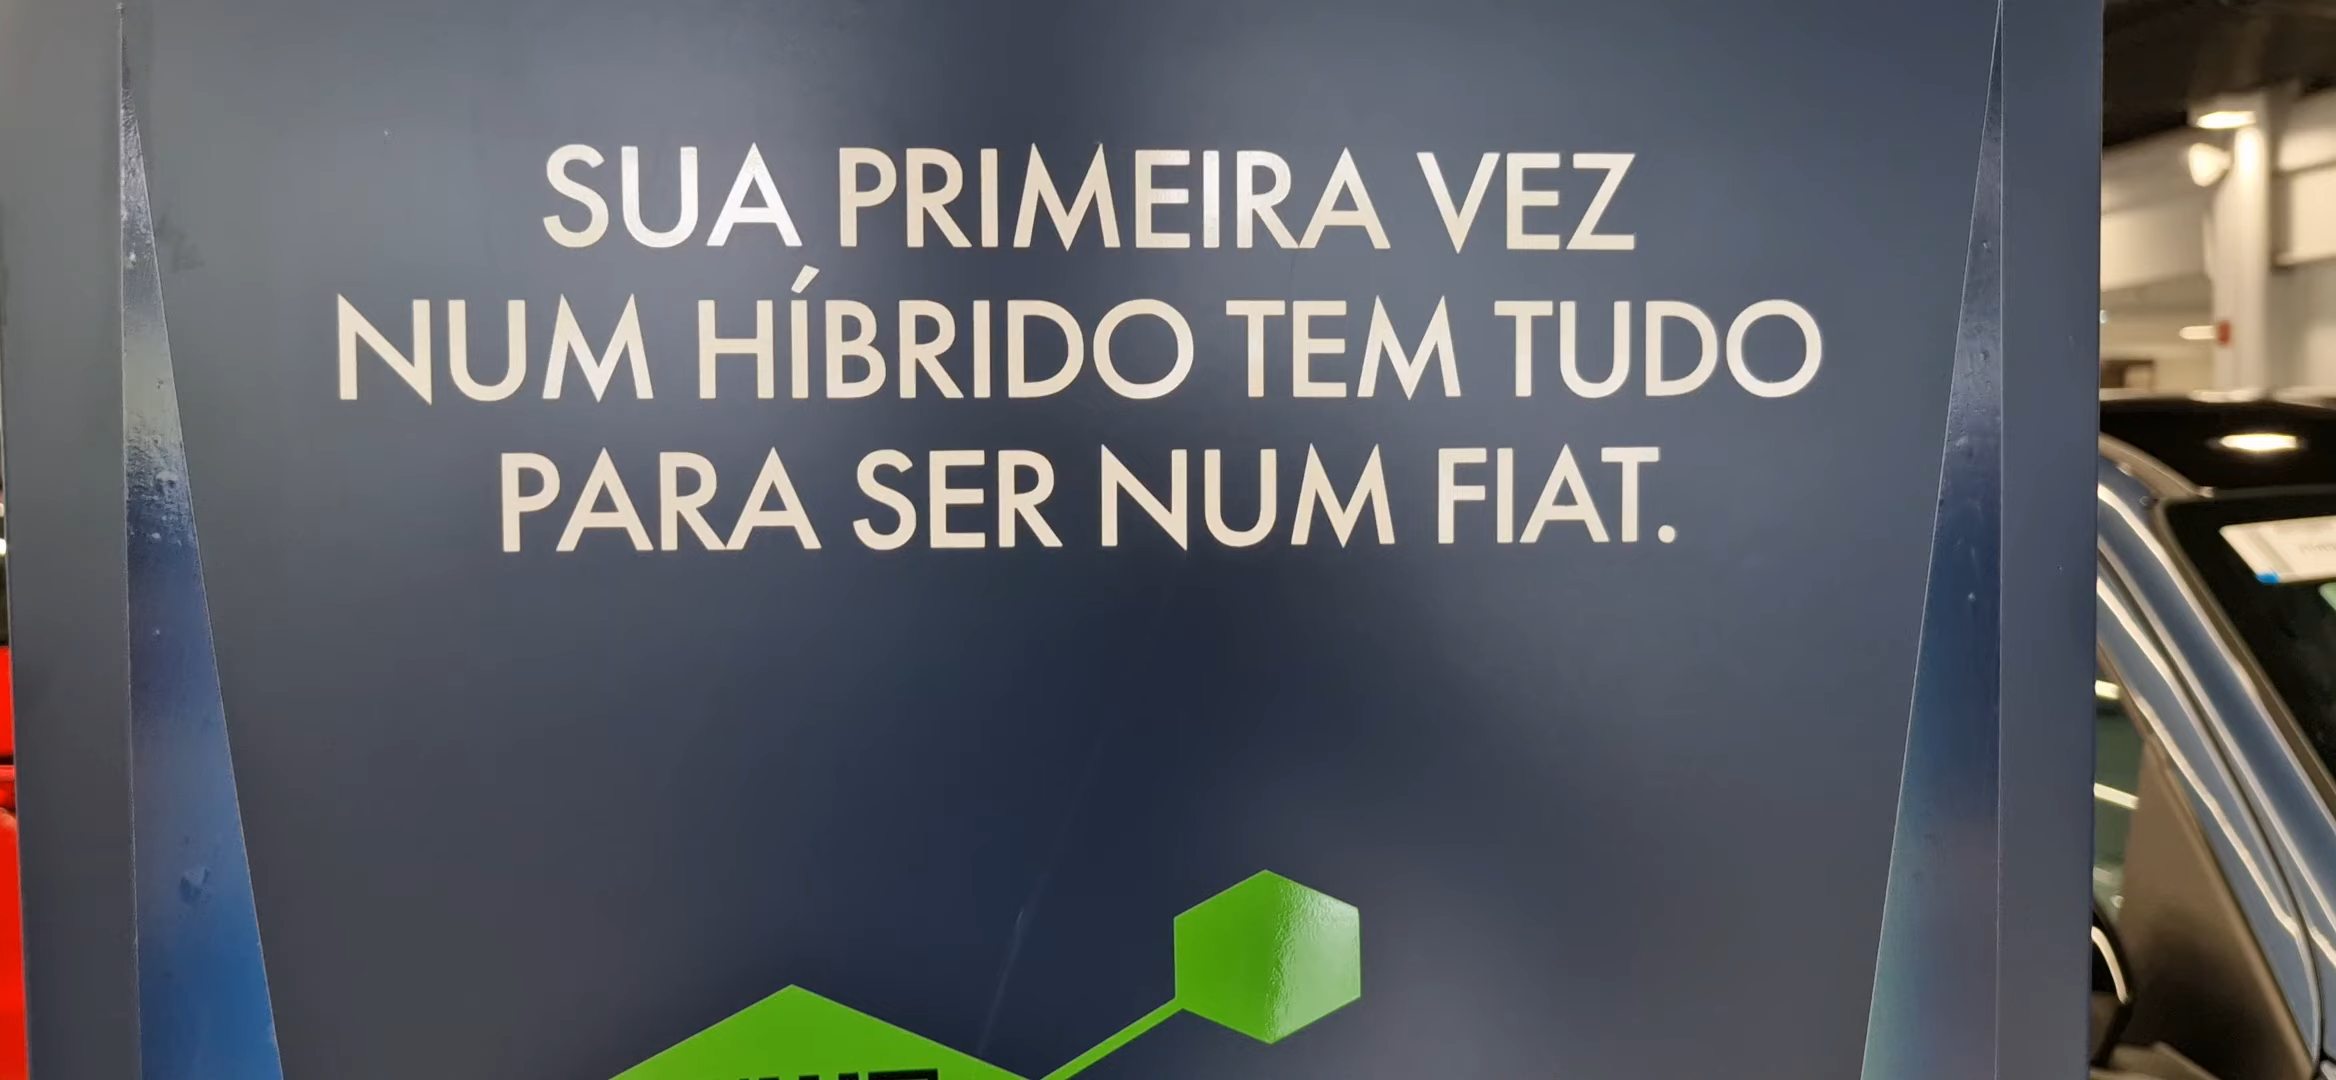 SUA PRIMEIRA VEZ
NUM HÍBRIDO TEM TUDO
PARA SER NUM FIAT.